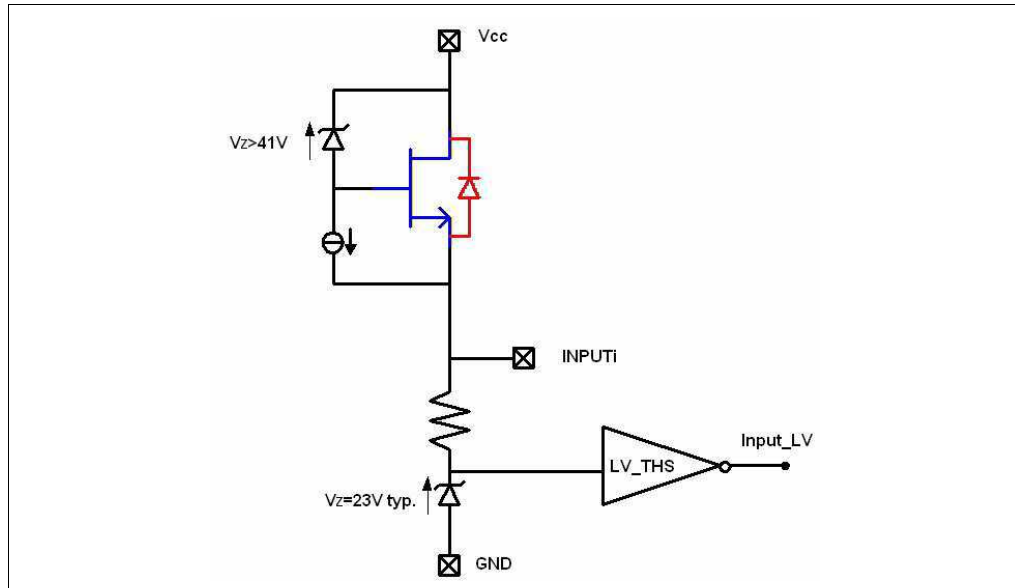 Vcc
Vz>41V
INPUTi
Input_LV
LV_THS
Vz=23V typ.
GND